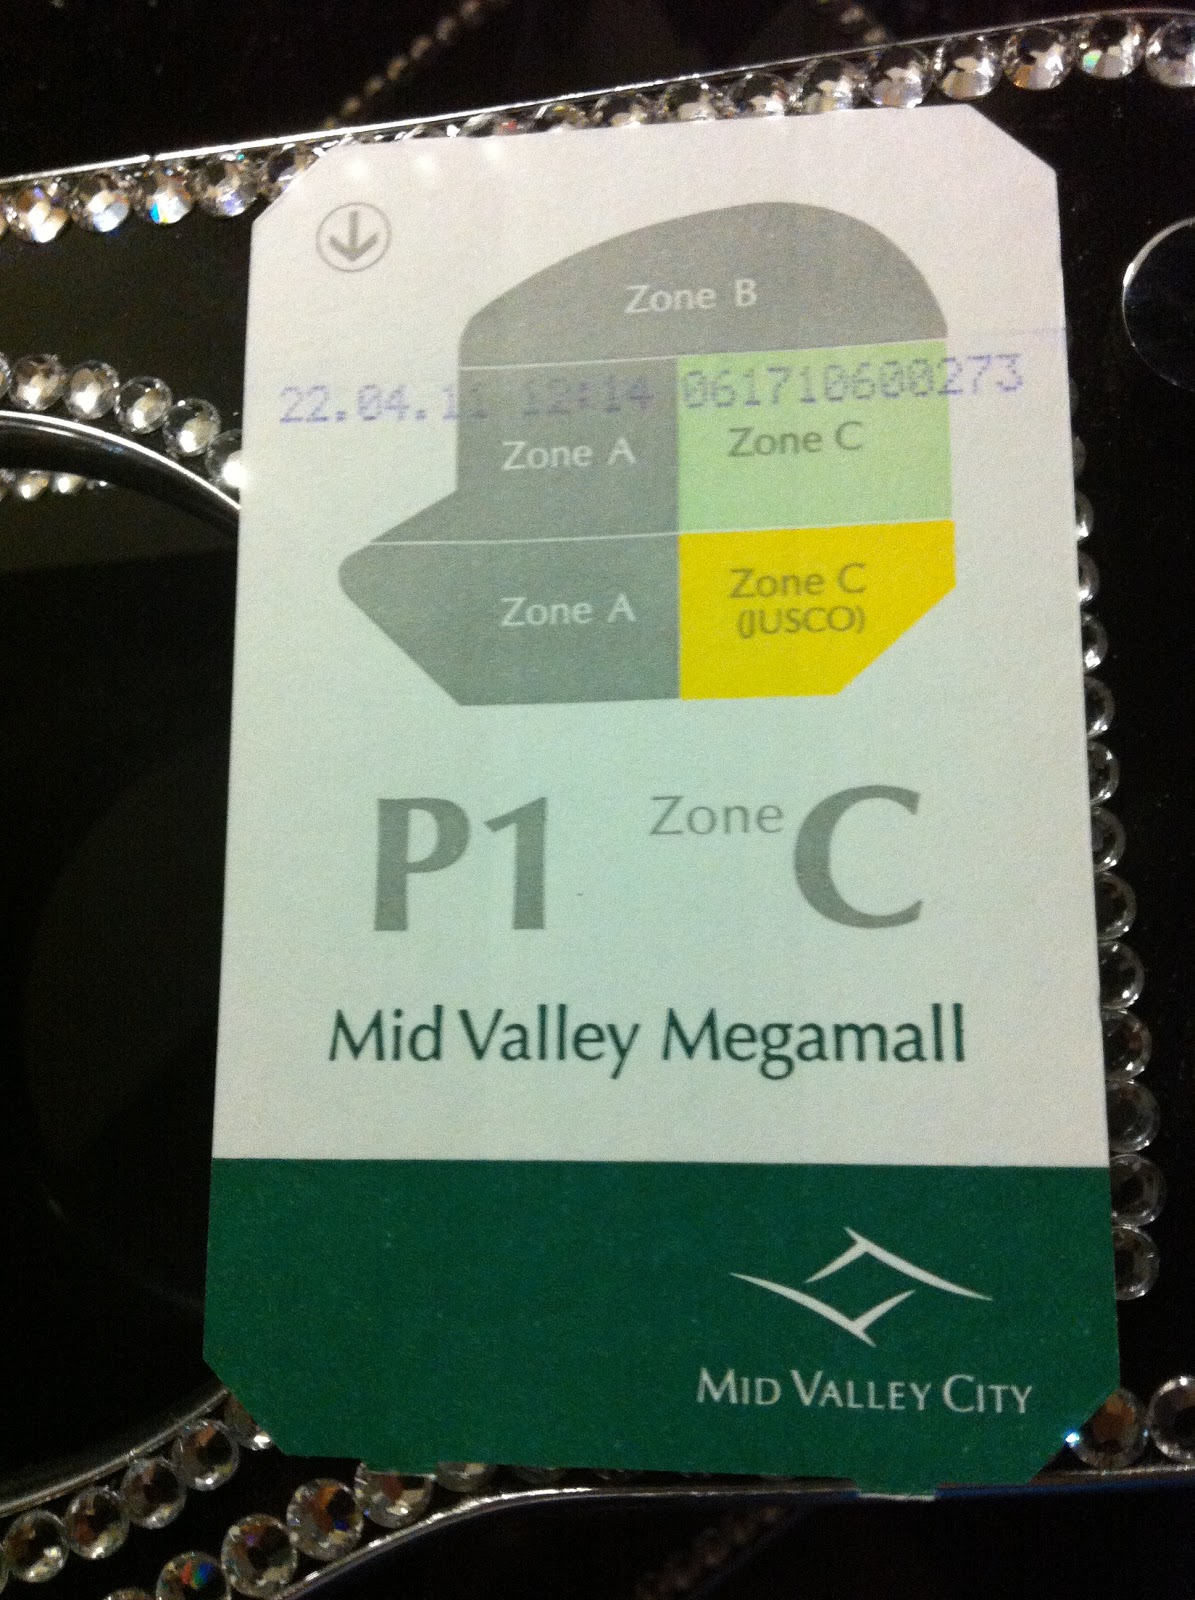 Zone B
22.04.11 12:14 061710600273
Zone A
Zone C
Zone A
Zone C
(JUSCO)
P1 Zone C
Mid Valley Megamall
MID VALLEY CITY